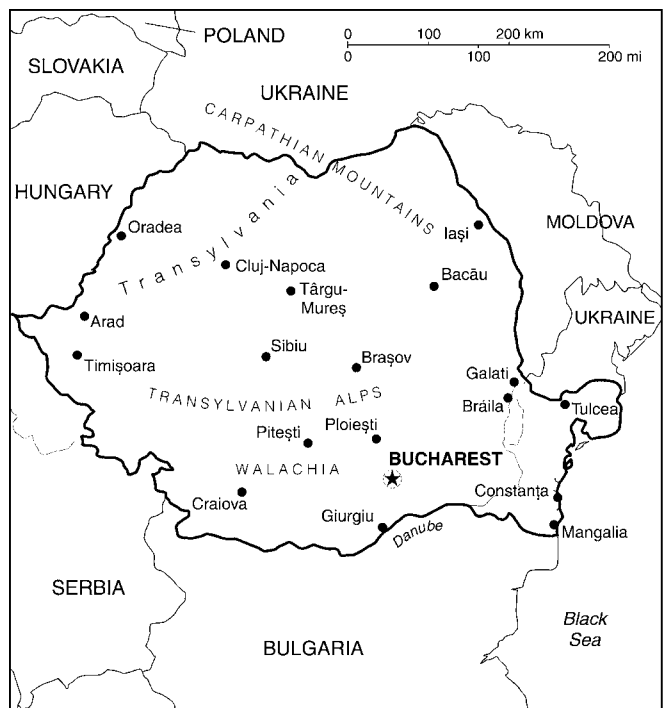 POLAND
0 100 200 km
0 100 200 mi
SLOVAKIA
UKRAINE
CARPATHIAN MOUNTAINS
HUNGARY
Transylvania
MOLDOVA
Oradea
Iași
Cluj-Napoca
Bacău
Târgu-
Mureș
UKRAINE
Arad
Sibiu
Brașov
Timișoara
Galati
TRANSYLVANIAN ALPS
Bráila
Tulcea
Ploiești
Pitești
BUCHAREST
WALACHIA
Constanța
Craiova
Giurgiu
Danube
Mangalia
SERBIA
Black
Sea
BULGARIA